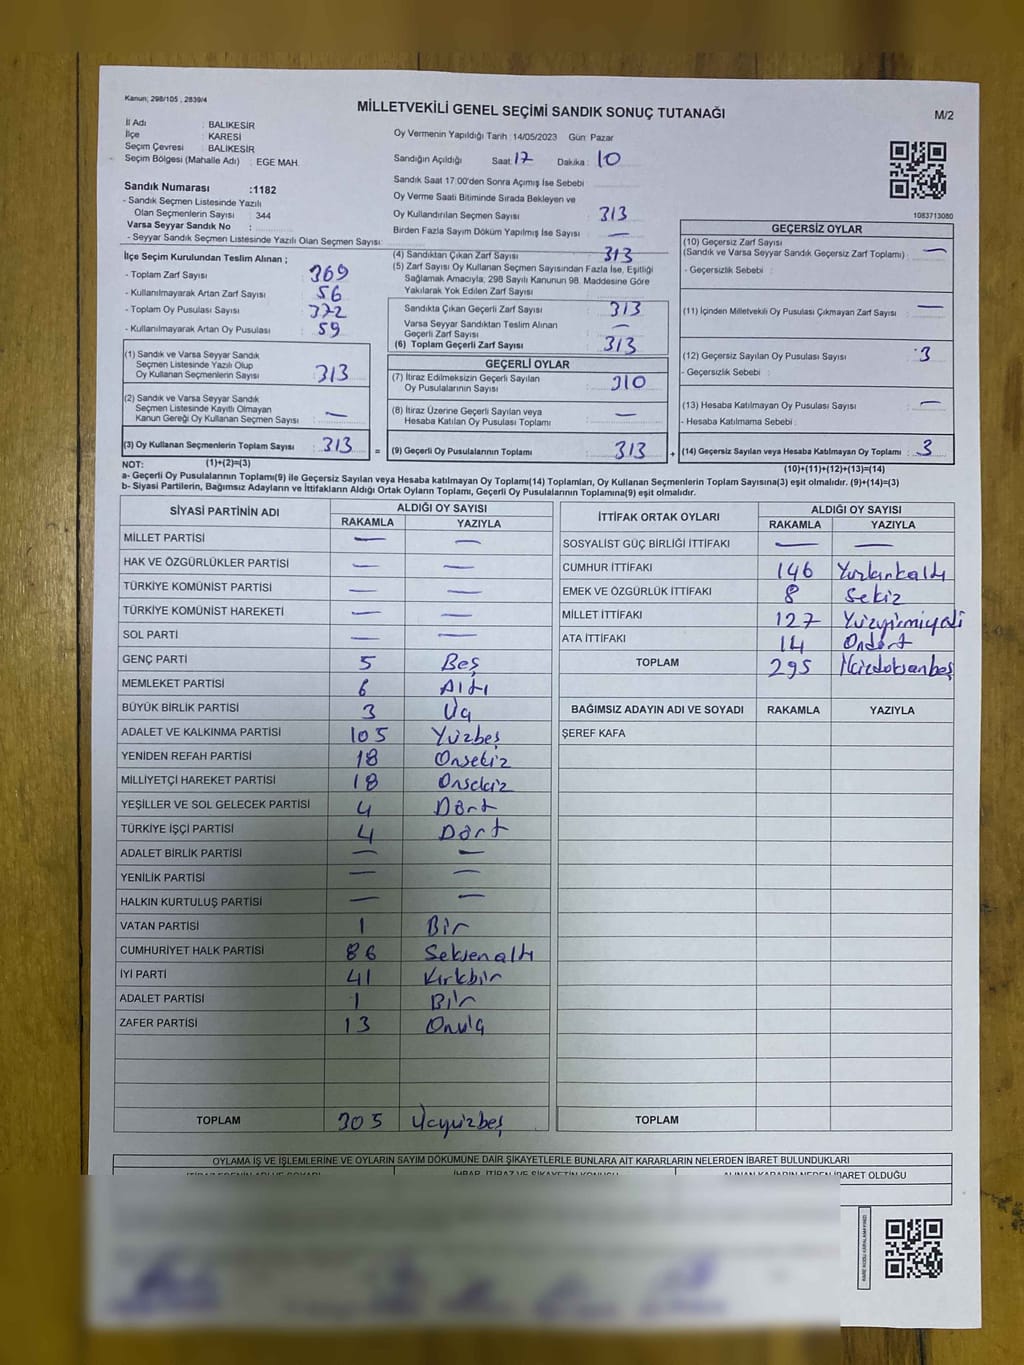 Kanun; 298/105 , 2839/4
MİLLETVEKİLİ GENEL SEÇİMİ SANDIK SONUÇ TUTANAĞI
M/2
İl Adı : BALIKESİR
İlçe : KARESİ
Seçim Çevresi : BALIKESİR
Seçim Bölgesi (Mahalle Adı) : EGE MAH.
Sandık Numarası :1182
- Sandık Seçmen Listesinde Yazılı
Olan Seçmenlerin Sayısı : 344
Varsa Seyyar Sandık No :
- Seyyar Sandık Seçmen Listesinde Yazılı Olan Seçmen Sayısı:
Oy Vermenin Yapıldığı Tarih :14/05/2023 Gün: Pazar
Sandığın Açıldığı Saat: 17 Dakika : 10
Sandık Saat 17:00'den Sonra Açımış İse Sebebi
Oy Verme Saati Bitiminde Sırada Bekleyen ve
Oy Kullandırılan Seçmen Sayısı 313
Birden Fazla Sayım Döküm Yapılmış İse Sayısı : —
1083713060
İlçe Seçim Kurulundan Teslim Alınan ;
- Toplam Zarf Sayısı : 369
- Kullanılmayarak Artan Zarf Sayısı : 56
- Toplam Oy Pusulası Sayısı : 372
- Kullanılmayarak Artan Oy Pusulası : 59
(4) Sandıktan Çıkan Zarf Sayısı : 313
(5) Zarf Sayısı Oy Kullanan Seçmen Sayısından Fazla İse, Eşitliği
Sağlamak Amacıyla, 298 Sayılı Kanunun 98. Maddesine Göre
Yakılarak Yok Edilen Zarf Sayısı
Sandıkta Çıkan Geçerli Zarf Sayısı : 313
Varsa Seyyar Sandıktan Teslim Alınan
Geçerli Zarf Sayısı : —
(6) Toplam Geçerli Zarf Sayısı : 313
GEÇERSİZ OYLAR
(10) Geçersiz Zarf Sayısı
(Sandık ve Varsa Seyyar Sandık Geçersiz Zarf Toplamı) : —
- Geçersizlik Sebebi :
(11) İçinden Milletvekili Oy Pusulası Çıkmayan Zarf Sayısı : —
(12) Geçersiz Sayılan Oy Pusulası Sayısı : 3
- Geçersizlik Sebebi :
(13) Hesaba Katılmayan Oy Pusulası Sayısı : —
- Hesaba Katılmama Sebebi :
(14) Geçersiz Sayılan veya Hesaba Katılmayan Oy Toplamı : 3
(10)+(11)+(12)+(13)=(14)
(1) Sandık ve Varsa Seyyar Sandık
Seçmen Listesinde Yazılı Olup
Oy Kullanan Seçmenlerin Sayısı : 313
(2) Sandık ve Varsa Seyyar Sandık
Seçmen Listesinde Kayıtlı Olmayan
Kanun Gereği Oy Kullanan Seçmen Sayısı : —
(3) Oy Kullanan Seçmenlerin Toplam Sayısı : 313 =
(1)+(2)=(3)
GEÇERLİ OYLAR
(7) İtiraz Edilmeksizin Geçerli Sayılan
Oy Pusulalarının Sayısı : 310
(8) İtiraz Üzerine Geçerli Sayılan veya
Hesaba Katılan Oy Pusulası Toplamı : —
(9) Geçerli Oy Pusulalarının Toplamı : 313 +
NOT:
a- Geçerli Oy Pusulalarının Toplamı(9) ile Geçersiz Sayılan veya Hesaba katılmayan Oy Toplamı(14) Toplamları, Oy Kullanan Seçmenlerin Toplam Sayısına(3) eşit olmalıdır. (9)+(14)=(3)
b- Siyasi Partilerin, Bağımsız Adayların ve İttifakların Aldığı Ortak Oyların Toplamı, Geçerli Oy Pusulalarının Toplamına(9) eşit olmalıdır.
SİYASİ PARTİNİN ADI ALDIĞI OY SAYISI
RAKAMLA YAZIYLA
MİLLET PARTİSİ — —
HAK VE ÖZGÜRLÜKLER PARTİSİ — —
TÜRKİYE KOMÜNİST PARTİSİ — —
TÜRKİYE KOMÜNİST HAREKETİ — —
SOL PARTİ — —
GENÇ PARTİ 5 Beş
MEMLEKET PARTİSİ 6 Altı
BÜYÜK BİRLİK PARTİSİ 3 Üç
ADALET VE KALKINMA PARTİSİ 105 Yüzbeş
YENİDEN REFAH PARTİSİ 18 Onsekiz
MİLLİYETÇİ HAREKET PARTİSİ 18 Onsekiz
YEŞİLLER VE SOL GELECEK PARTİSİ 4 Dört
TÜRKİYE İŞÇİ PARTİSİ 4 Dört
ADALET BİRLİK PARTİSİ — —
YENİLİK PARTİSİ — —
HALKIN KURTULUŞ PARTİSİ — —
VATAN PARTİSİ 1 Bir
CUMHURİYET HALK PARTİSİ 86 Seksenaltı
İYİ PARTİ 41 Kırkbir
ADALET PARTİSİ 1 Bir
ZAFER PARTİSİ 13 Onüç
TOPLAM 305 Üçyüzbeş
İTTİFAK ORTAK OYLARI ALDIĞI OY SAYISI
RAKAMLA YAZIYLA
SOSYALİST GÜÇ BİRLİĞİ İTTİFAKI — —
CUMHUR İTTİFAKI 146 Yüzkırkaltı
EMEK VE ÖZGÜRLÜK İTTİFAKI 8 Sekiz
MİLLET İTTİFAKI 127 Yüzyirmiyedi
ATA İTTİFAKI 14 Ondört
TOPLAM 295 İkiyüzdoksanbeş
BAĞIMSIZ ADAYIN ADI VE SOYADI RAKAMLA YAZIYLA
ŞEREF KAFA
TOPLAM
OYLAMA İŞ VE İŞLEMLERİNE VE OYLARIN SAYIM DÖKÜMÜNE DAİR ŞİKAYETLERLE BUNLARA AİT KARARLARIN NELERDEN İBARET BULUNDUKLARI
İHBAR, İTİRAZ VE ŞİKAYETİN KONUSU ALINAN KARARIN NEDEN İBARET OLDUĞU